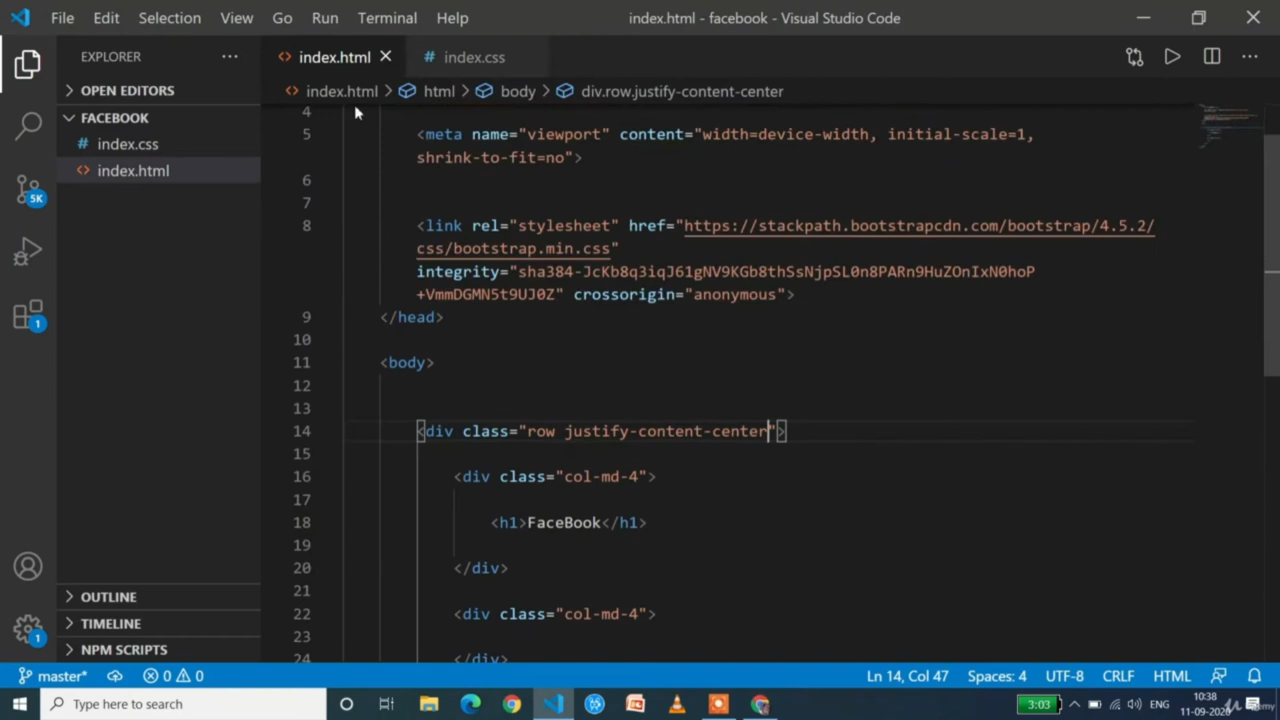 File Edit Selection View Go Run Terminal Help index.html - facebook - Visual Studio Code
EXPLORER
index.html
# index.css
OPEN EDITORS
index.html > html > body > div.row.justify-content-center
FACEBOOK
index.css
index.html
4
5 <meta name="viewport" content="width=device-width, initial-scale=1,
shrink-to-fit=no">
6
7
8 <link rel="stylesheet" href="https://stackpath.bootstrapcdn.com/bootstrap/4.5.2/
css/bootstrap.min.css"
integrity="sha384-JcKb8q3iqJ61gNV9KGb8thSsNjpSL0n8PARn9HuZOnIxN0hoP
+VmmDGMN5t9UJ0Z" crossorigin="anonymous">
9 </head>
10
11 <body>
12
13
14 <div class="row justify-content-center">
15
16 <div class="col-md-4">
17
18 <h1>FaceBook</h1>
19
20 </div>
21
22 <div class="col-md-4">
23
24 </div>
5K
1
1
OUTLINE
TIMELINE
NPM SCRIPTS
master* 0 0 Ln 14, Col 47 Spaces: 4 UTF-8 CRLF HTML
Type here to search
3:03
ENG
10:38
11-09-2020
Udemy